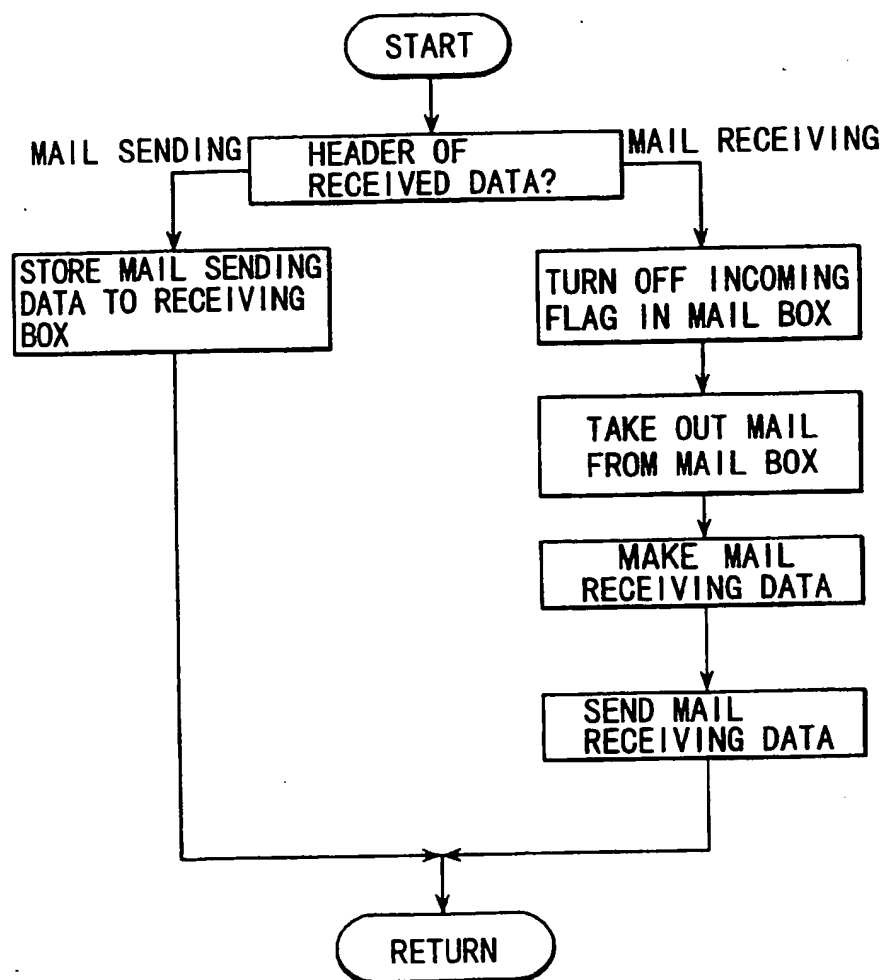 START
MAIL SENDING
HEADER OF
RECEIVED DATA?
MAIL RECEIVING
STORE MAIL SENDING
DATA TO RECEIVING
BOX
TURN OFF INCOMING
FLAG IN MAIL BOX
TAKE OUT MAIL
FROM MAIL BOX
MAKE MAIL
RECEIVING DATA
SEND MAIL
RECEIVING DATA
RETURN